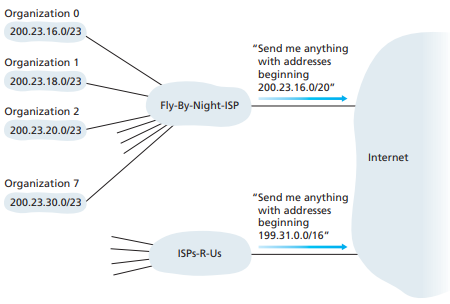 Organization 0
200.23.16.0/23
Organization 1
200.23.18.0/23
Organization 2
200.23.20.0/23
Organization 7
200.23.30.0/23
Fly-By-Night-ISP
“Send me anything
with addresses
beginning
200.23.16.0/20”
Internet
ISPs-R-Us
“Send me anything
with addresses
beginning
199.31.0.0/16”